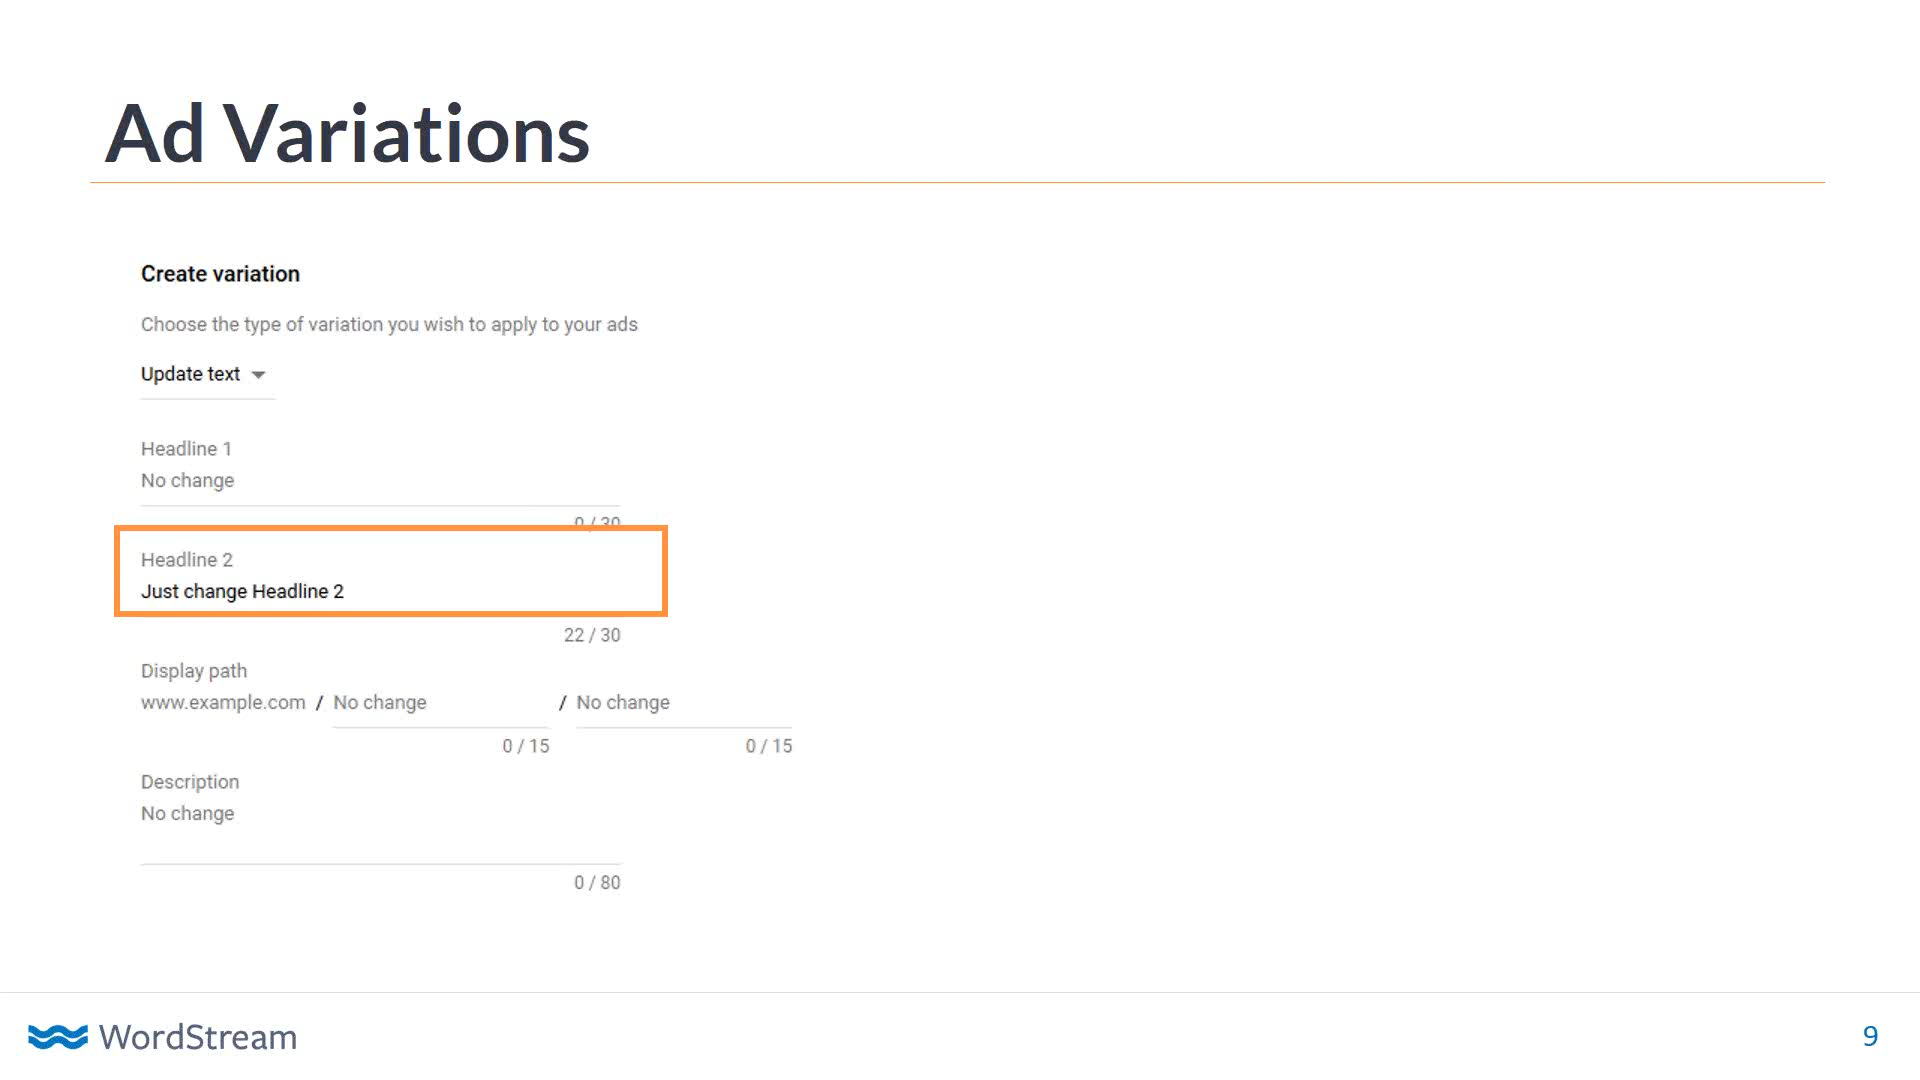 Ad Variations
Create variation
Choose the type of variation you wish to apply to your ads
Update text
Headline 1
No change
0 / 30
Headline 2
Just change Headline 2
22 / 30
Display path
www.example.com / No change / No change
0 / 15 0 / 15
Description
No change
0 / 80
WordStream 9